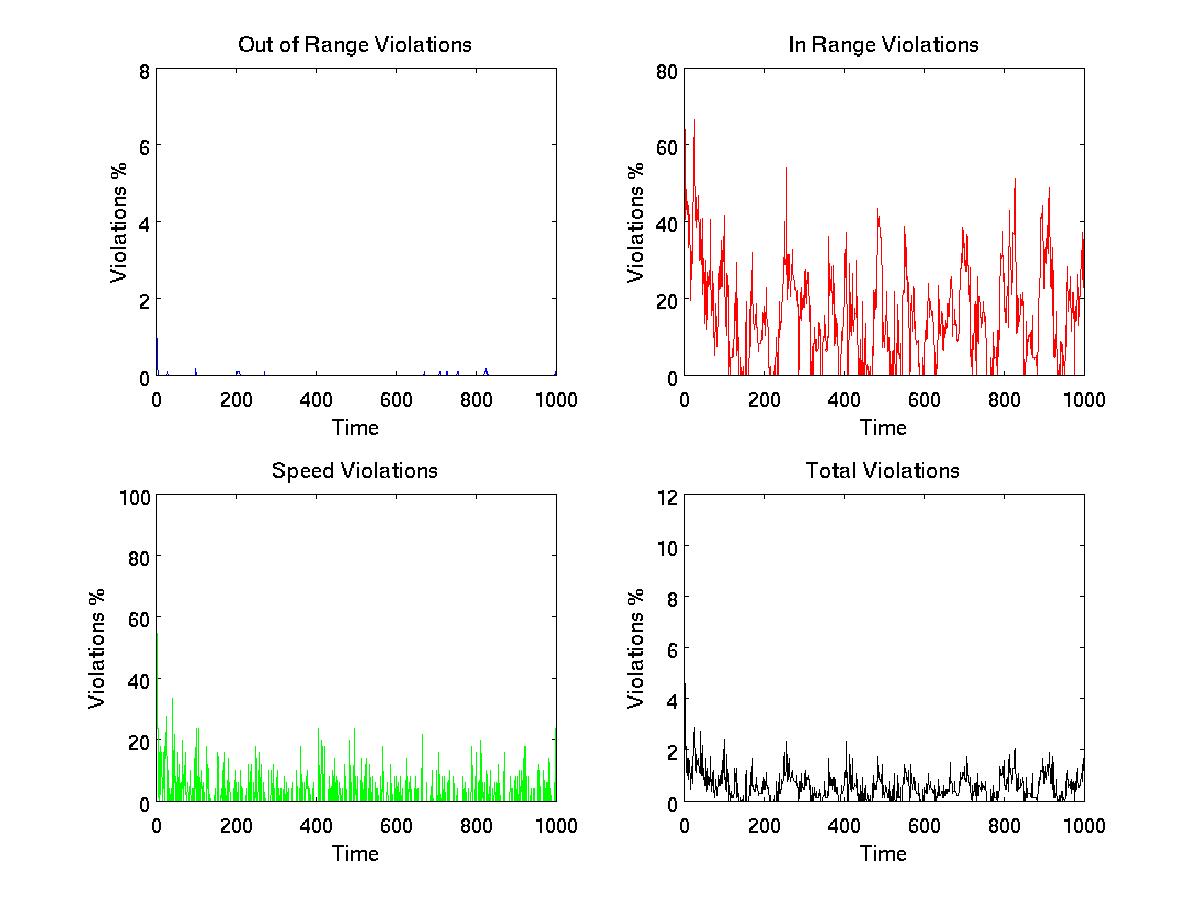 Out of Range Violations
Violations %
8
6
4
2
0
0 200 400 600 800 1000
Time
In Range Violations
Violations %
80
60
40
20
0
0 200 400 600 800 1000
Time
Speed Violations
Violations %
100
80
60
40
20
0
0 200 400 600 800 1000
Time
Total Violations
Violations %
12
10
8
6
4
2
0
0 200 400 600 800 1000
Time